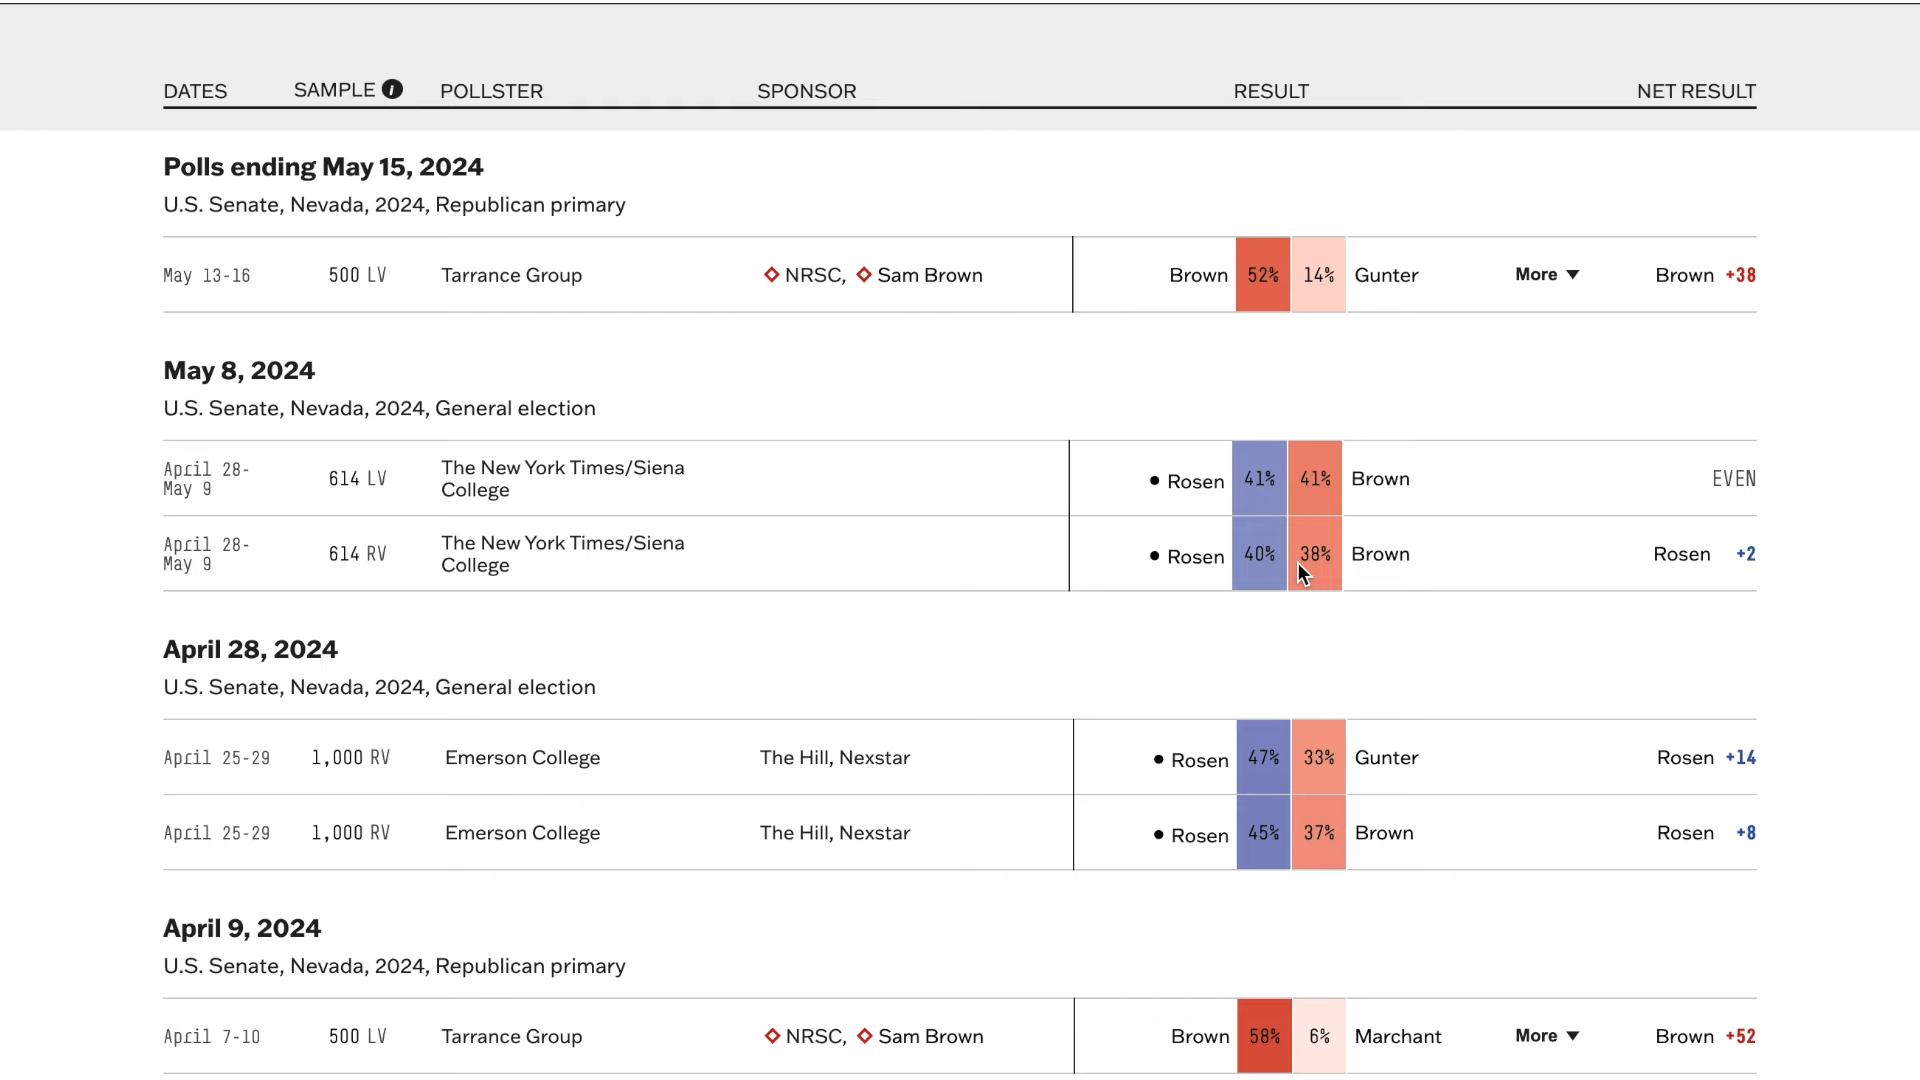 DATES SAMPLE i POLLSTER SPONSOR RESULT NET RESULT
Polls ending May 15, 2024
U.S. Senate, Nevada, 2024, Republican primary
May 13-16 500 LV Tarrance Group NRSC, Sam Brown Brown 52% 14% Gunter More ▼ Brown +38
May 8, 2024
U.S. Senate, Nevada, 2024, General election
April 28-
May 9 614 LV The New York Times/Siena
College • Rosen 41% 41% Brown EVEN
April 28-
May 9 614 RV The New York Times/Siena
College • Rosen 40% 38% Brown Rosen +2
April 28, 2024
U.S. Senate, Nevada, 2024, General election
April 25-29 1,000 RV Emerson College The Hill, Nexstar • Rosen 47% 33% Gunter Rosen +14
April 25-29 1,000 RV Emerson College The Hill, Nexstar • Rosen 45% 37% Brown Rosen +8
April 9, 2024
U.S. Senate, Nevada, 2024, Republican primary
April 7-10 500 LV Tarrance Group NRSC, Sam Brown Brown 58% 6% Marchant More ▼ Brown +52